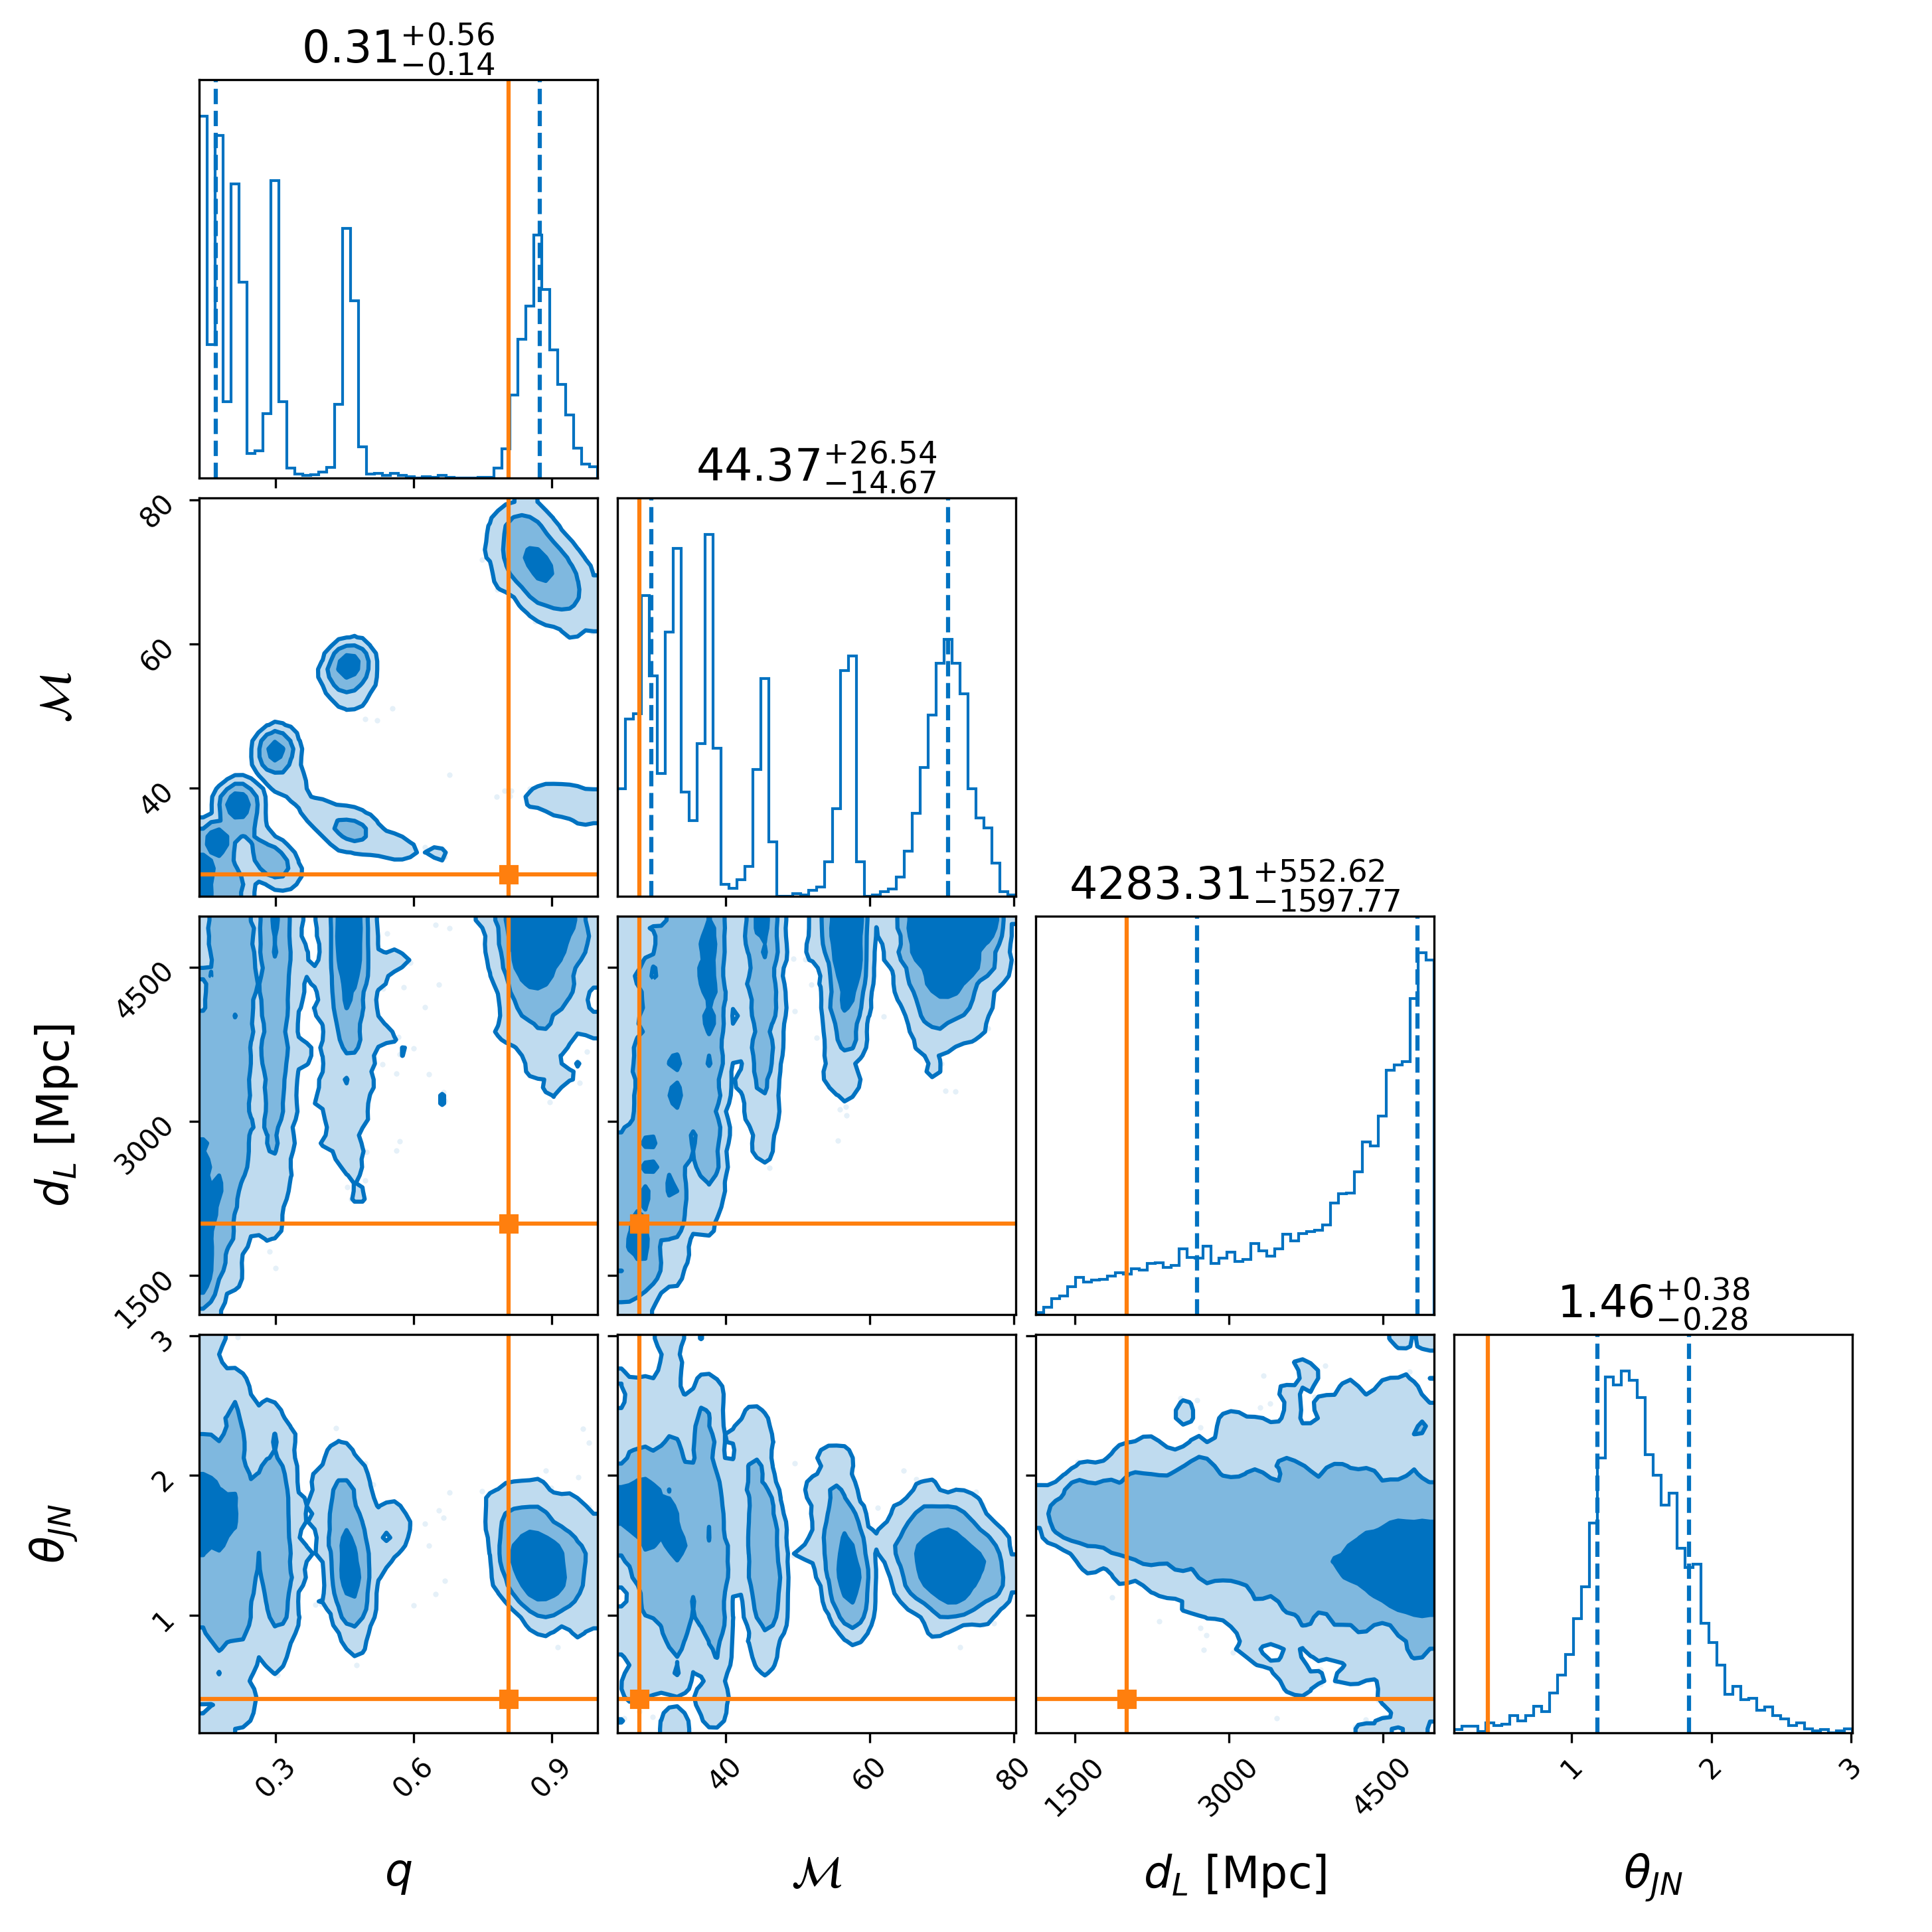 0.31+0.56−0.14
44.37+26.54−14.67
4283.31+552.62−1597.77
1.46+0.38−0.28
80
60
40
ℳ
4500
3000
1500
d_L [Mpc]
3
2
1
θ_JN
0.3 0.6 0.9 40 60 80 1500 3000 4500 1 2 3
q ℳ d_L [Mpc] θ_JN